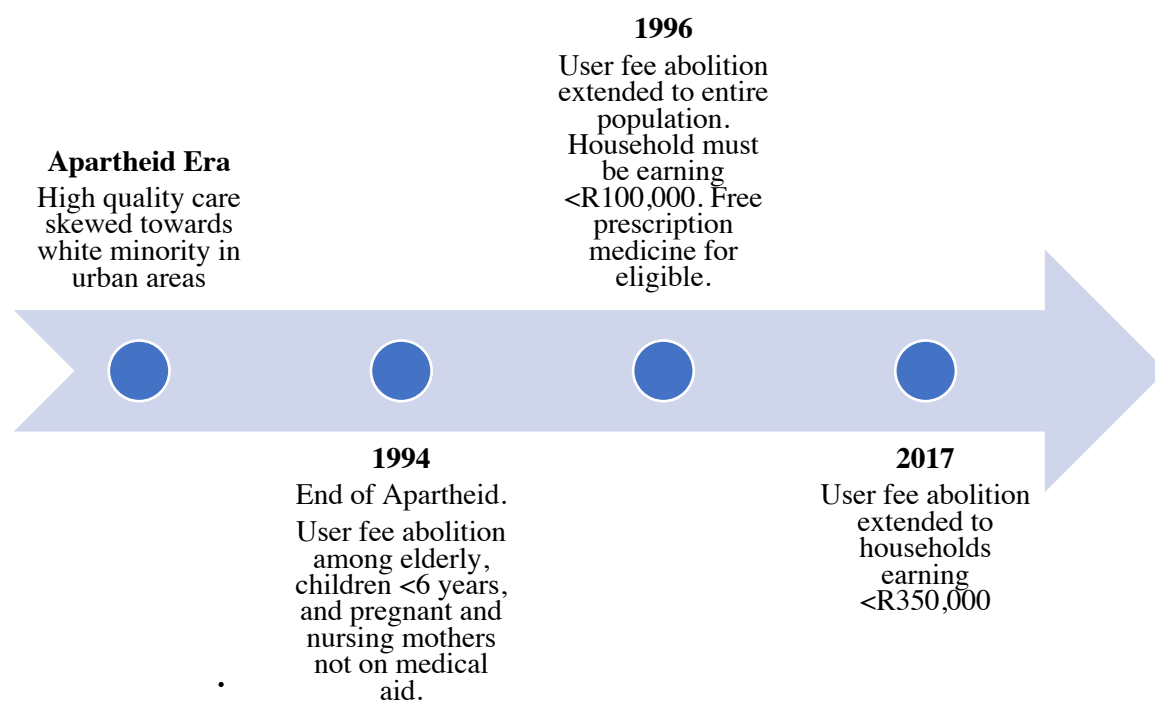 Apartheid Era
High quality care
skewed towards
white minority in
urban areas
1994
End of Apartheid.
User fee abolition
among elderly,
children <6 years,
and pregnant and
nursing mothers
not on medical
aid.
1996
User fee abolition
extended to entire
population.
Household must
be earning
<R100,000. Free
prescription
medicine for
eligible.
2017
User fee abolition
extended to
households
earning
<R350,000
.